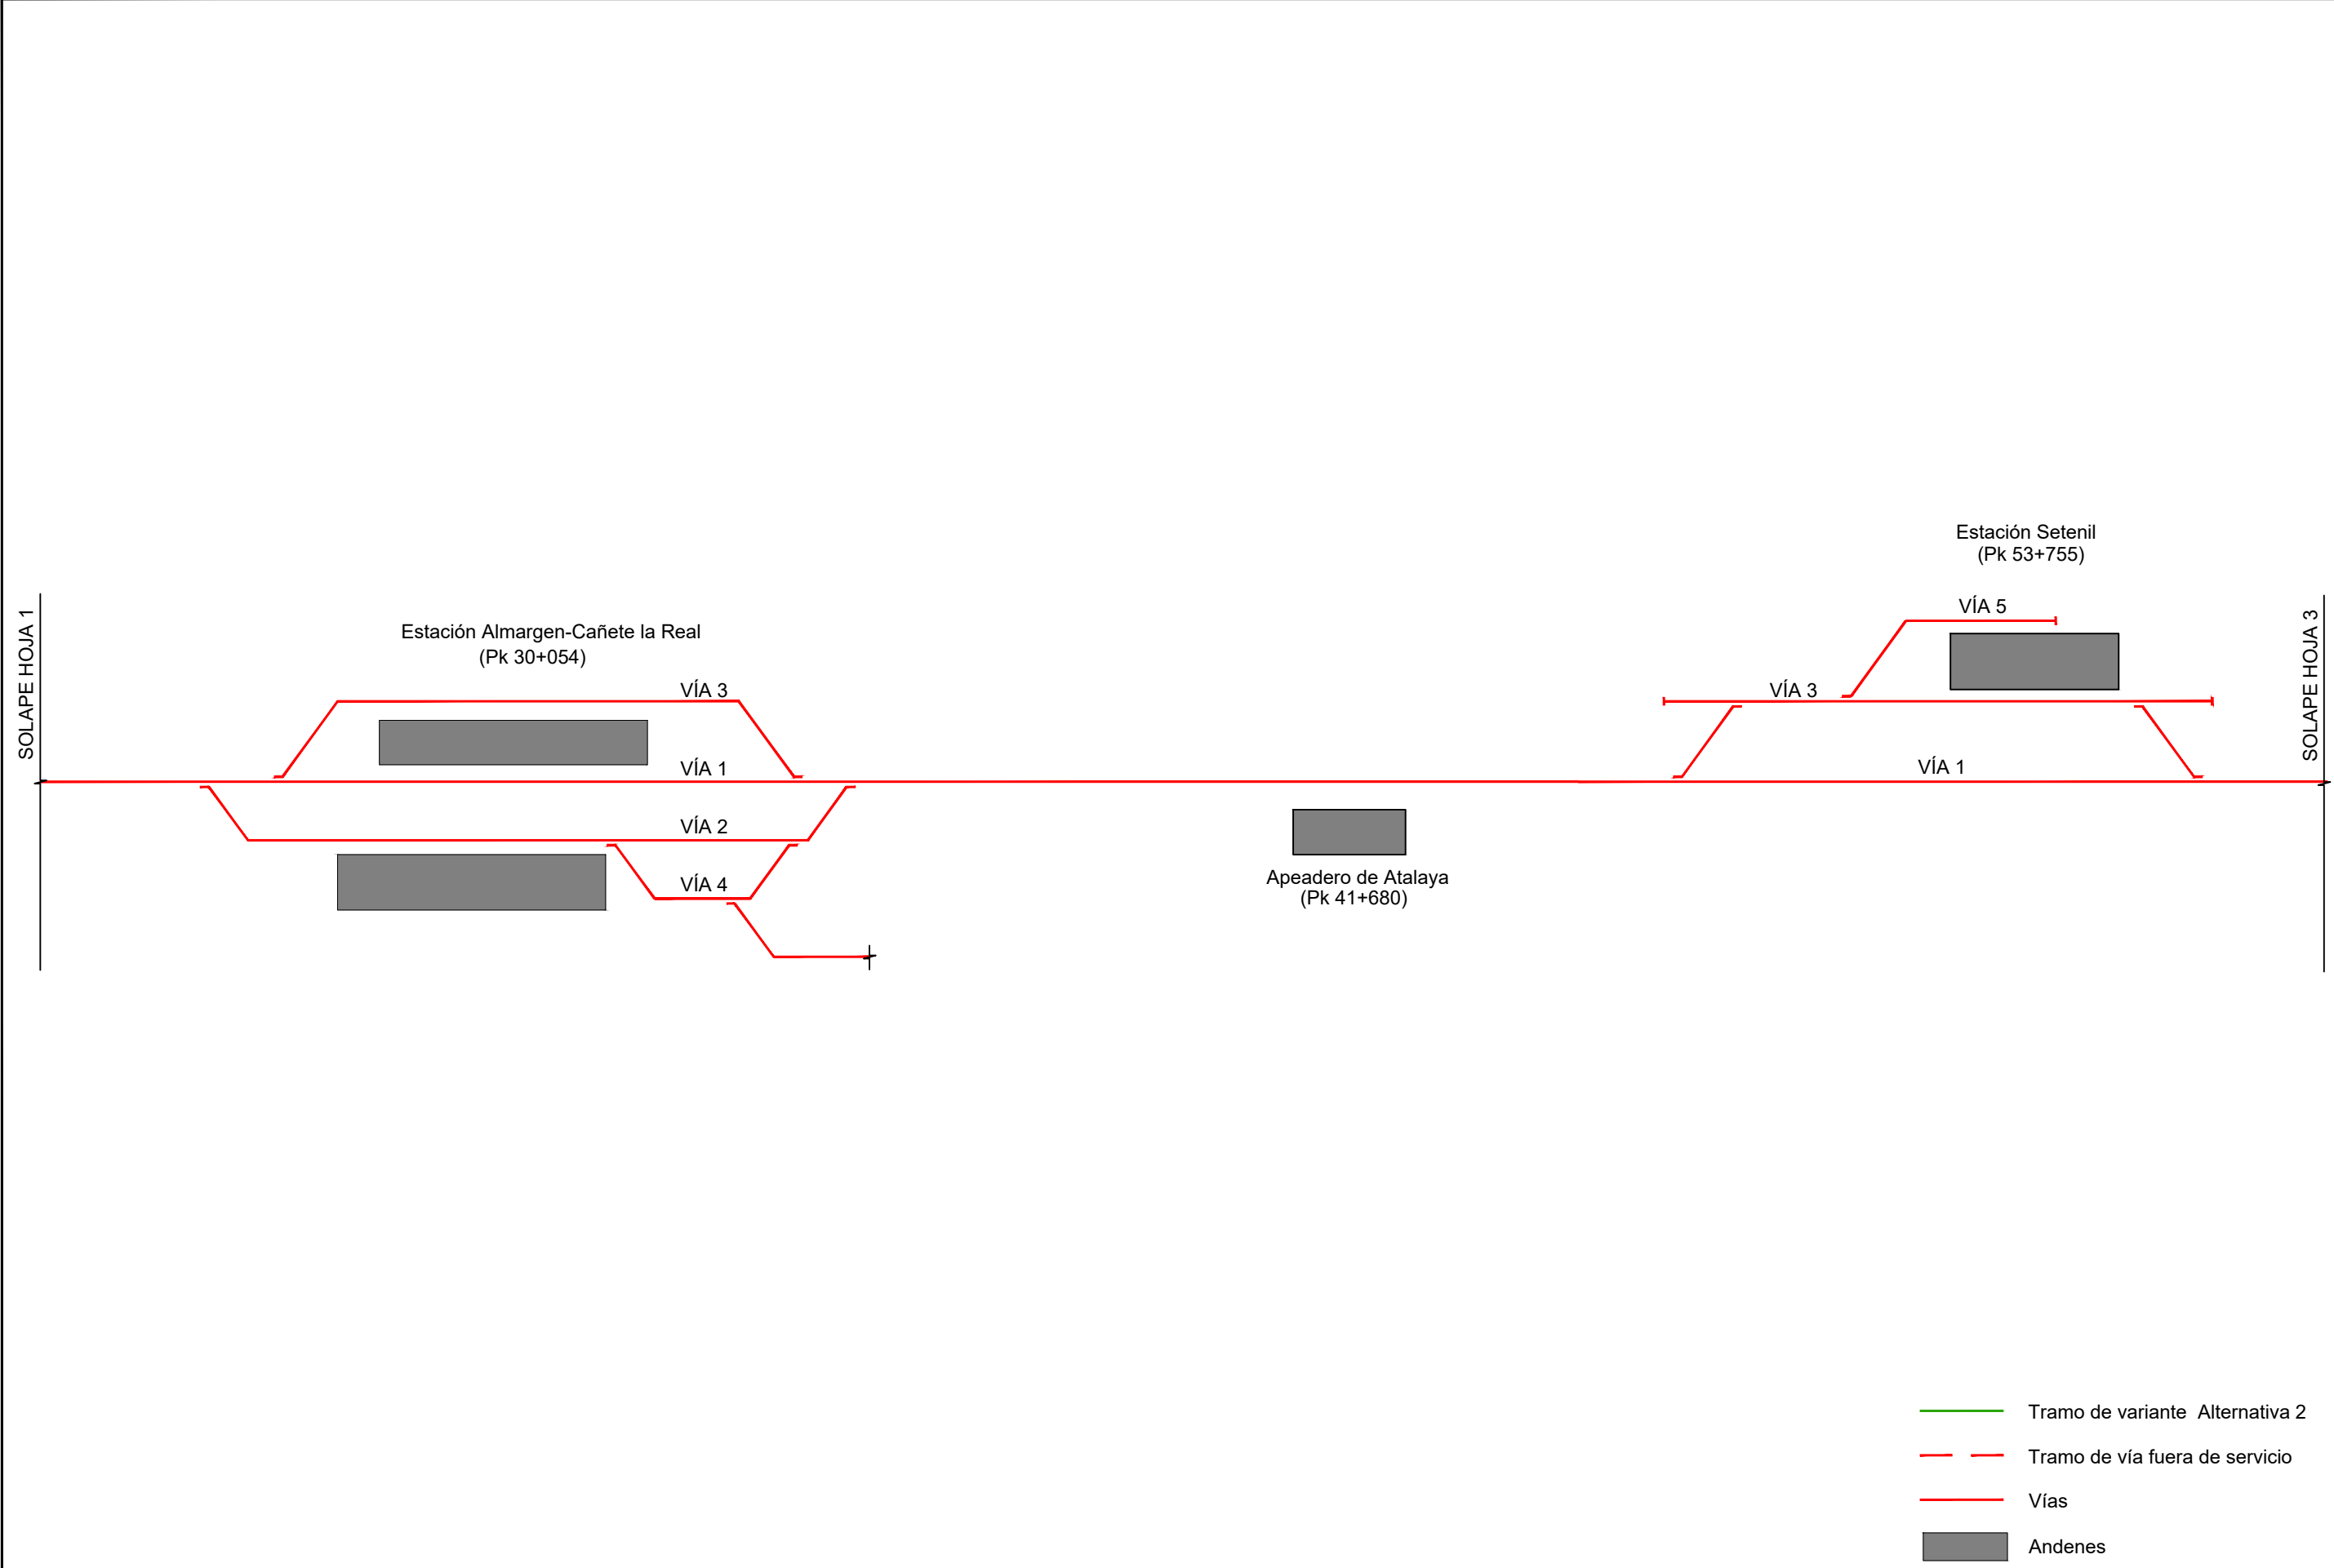 SOLAPE HOJA 1
Estación Almargen-Cañete la Real
(Pk 30+054)
VÍA 3
VÍA 1
VÍA 2
VÍA 4
Apeadero de Atalaya
(Pk 41+680)
Estación Setenil
(Pk 53+755)
VÍA 5
VÍA 3
VÍA 1
SOLAPE HOJA 3
Tramo de variante  Alternativa 2
Tramo de vía fuera de servicio
Vías
Andenes